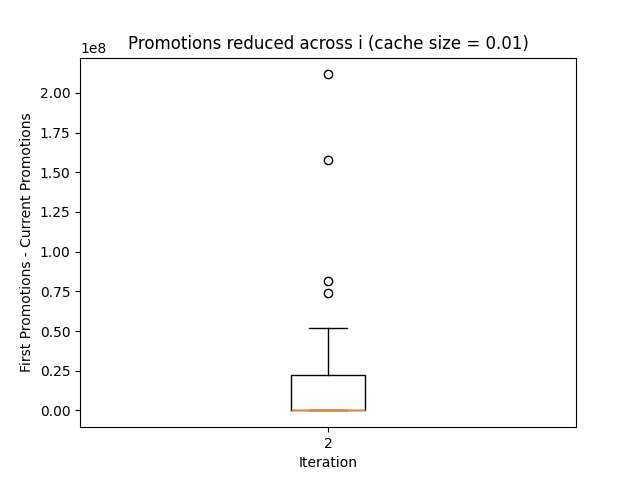 Promotions reduced across i (cache size = 0.01)
1e8
2.00
1.75
1.50
1.25
1.00
0.75
0.50
0.25
0.00
First Promotions - Current Promotions
2
Iteration